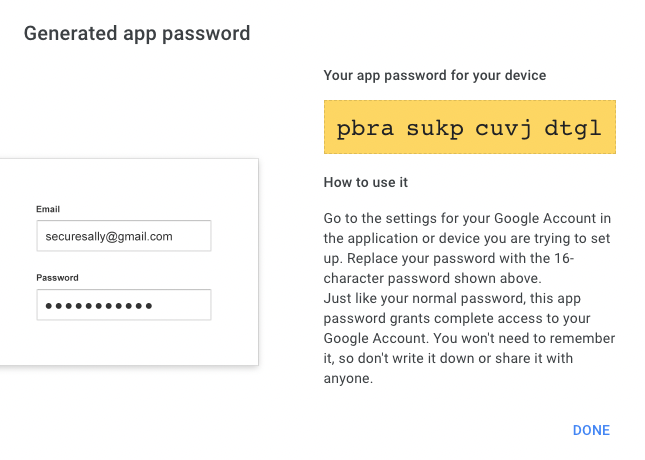 Generated app password
Your app password for your device
pbra sukp cuvj dtgl
How to use it
Email
securesally@gmail.com
Password
●●●●●●●●●●●
Go to the settings for your Google Account in
the application or device you are trying to set
up. Replace your password with the 16-
character password shown above.
Just like your normal password, this app
password grants complete access to your
Google Account. You won't need to remember
it, so don't write it down or share it with
anyone.
DONE